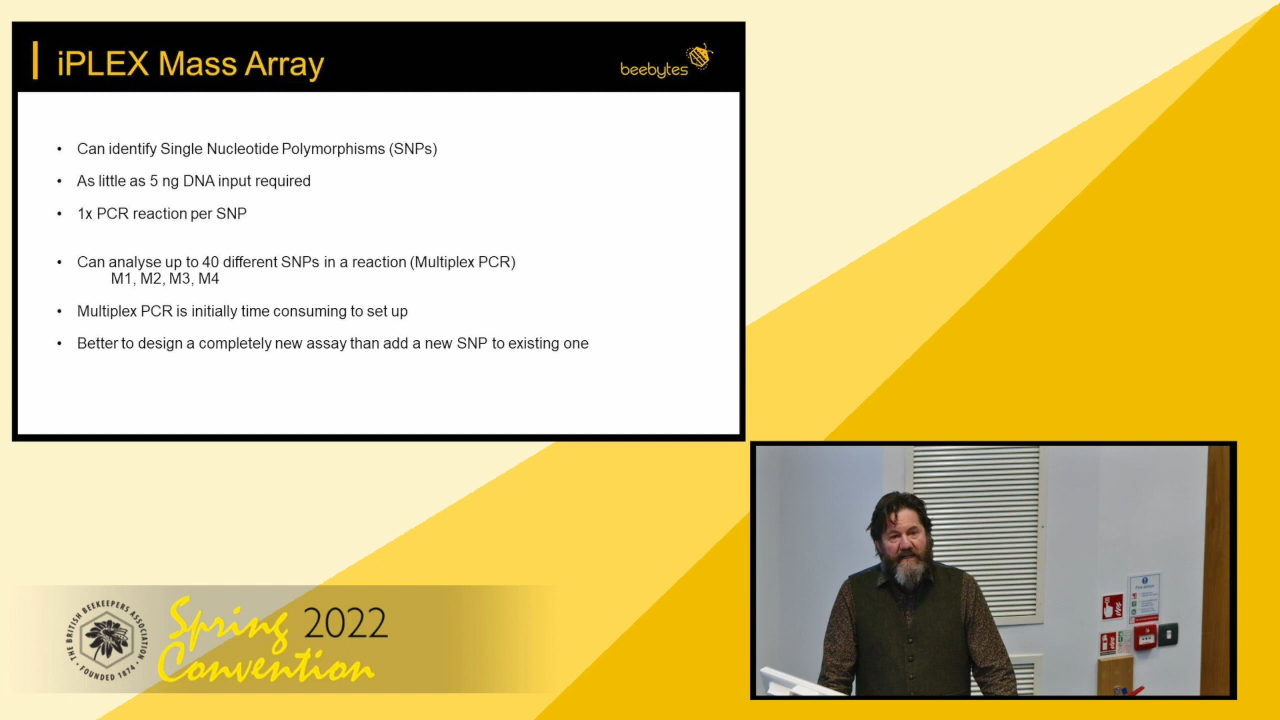 iPLEX Mass Array
beebytes
• Can identify Single Nucleotide Polymorphisms (SNPs)
• As little as 5 ng DNA input required
• 1x PCR reaction per SNP
• Can analyse up to 40 different SNPs in a reaction (Multiplex PCR)
M1, M2, M3, M4
• Multiplex PCR is initially time consuming to set up
• Better to design a completely new assay than add a new SNP to existing one
THE BRITISH BEEKEEPERS ASSOCIATION
• FOUNDED 1874 •
Spring 2022
Convention